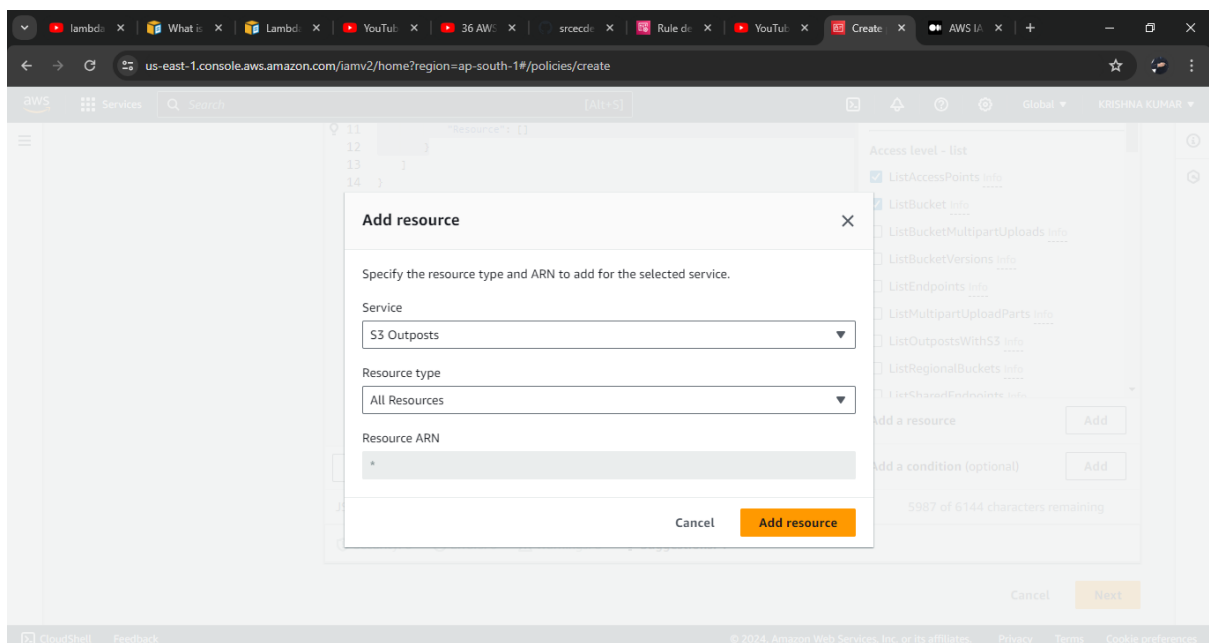 lambda
What is
Lambda
YouTub
36 AWS
srcecde
Rule de
YouTub
Create
AWS IA
us-east-1.console.aws.amazon.com/iamv2/home?region=ap-south-1#/policies/create
aws
Services
Search
[Alt+S]
Global
KRISHNA KUMAR
11 "Resource": []
12 }
13 ]
14 }
Access level - list
ListAccessPoints Info
ListBucket Info
ListBucketMultipartUploads Info
ListBucketVersions Info
ListEndpoints Info
ListMultipartUploadParts Info
ListOutpostsWithS3 Info
ListRegionalBuckets Info
ListSharedEndpoints Info
Add a resource
Add
Add a condition (optional)
Add
5987 of 6144 characters remaining
Add resource
Specify the resource type and ARN to add for the selected service.
Service
S3 Outposts
Resource type
All Resources
Resource ARN
*
Cancel
Add resource
Cancel
Next
CloudShell
Feedback
© 2024, Amazon Web Services, Inc. or its affiliates.
Privacy
Terms
Cookie preferences